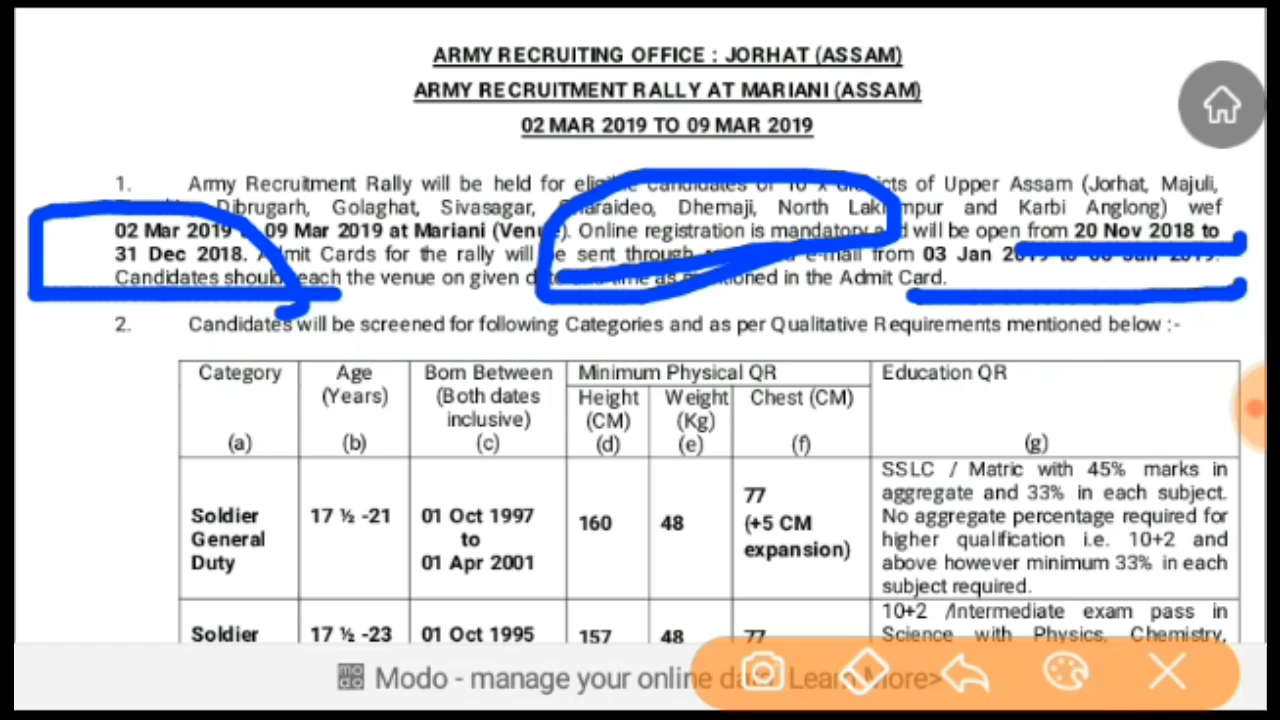 ARMY RECRUITING OFFICE : JORHAT (ASSAM)
ARMY RECRUITMENT RALLY AT MARIANI (ASSAM)
02 MAR 2019 TO 09 MAR 2019
1. Army Recruitment Rally will be held for eligible candidates of 10 x districts of Upper Assam (Jorhat, Majuli,
Dibrugarh, Golaghat, Sivasagar, Charaideo, Dhemaji, North Lakhimpur and Karbi Anglong) wef
02 Mar 2019 09 Mar 2019 at Mariani (Venue). Online registration is mandatory and will be open from 20 Nov 2018 to
31 Dec 2018. Admit Cards for the rally will be sent through e-mail from 03 Jan 2019 to
Candidates should reach the venue on given date and time as mentioned in the Admit Card.
2. Candidates will be screened for following Categories and as per Qualitative Requirements mentioned below :-
Category Age Born Between Minimum Physical QR Education QR
(Years) (Both dates Height Weight Chest (CM)
inclusive) (CM) (Kg)
(a) (b) (c) (d) (e) (f) (g)
Soldier General Duty
17 ½ -21
01 Oct 1997 to 01 Apr 2001
160
48
77 (+5 CM expansion)
SSLC / Matric with 45% marks in
aggregate and 33% in each subject.
No aggregate percentage required for
higher qualification i.e. 10+2 and
above however minimum 33% in each
subject required.
Soldier 17 ½ -23 01 Oct 1995 157 48 77
10+2 /Intermediate exam pass in
Science with Physics, Chemistry,
Modo - manage your online data Learn More>